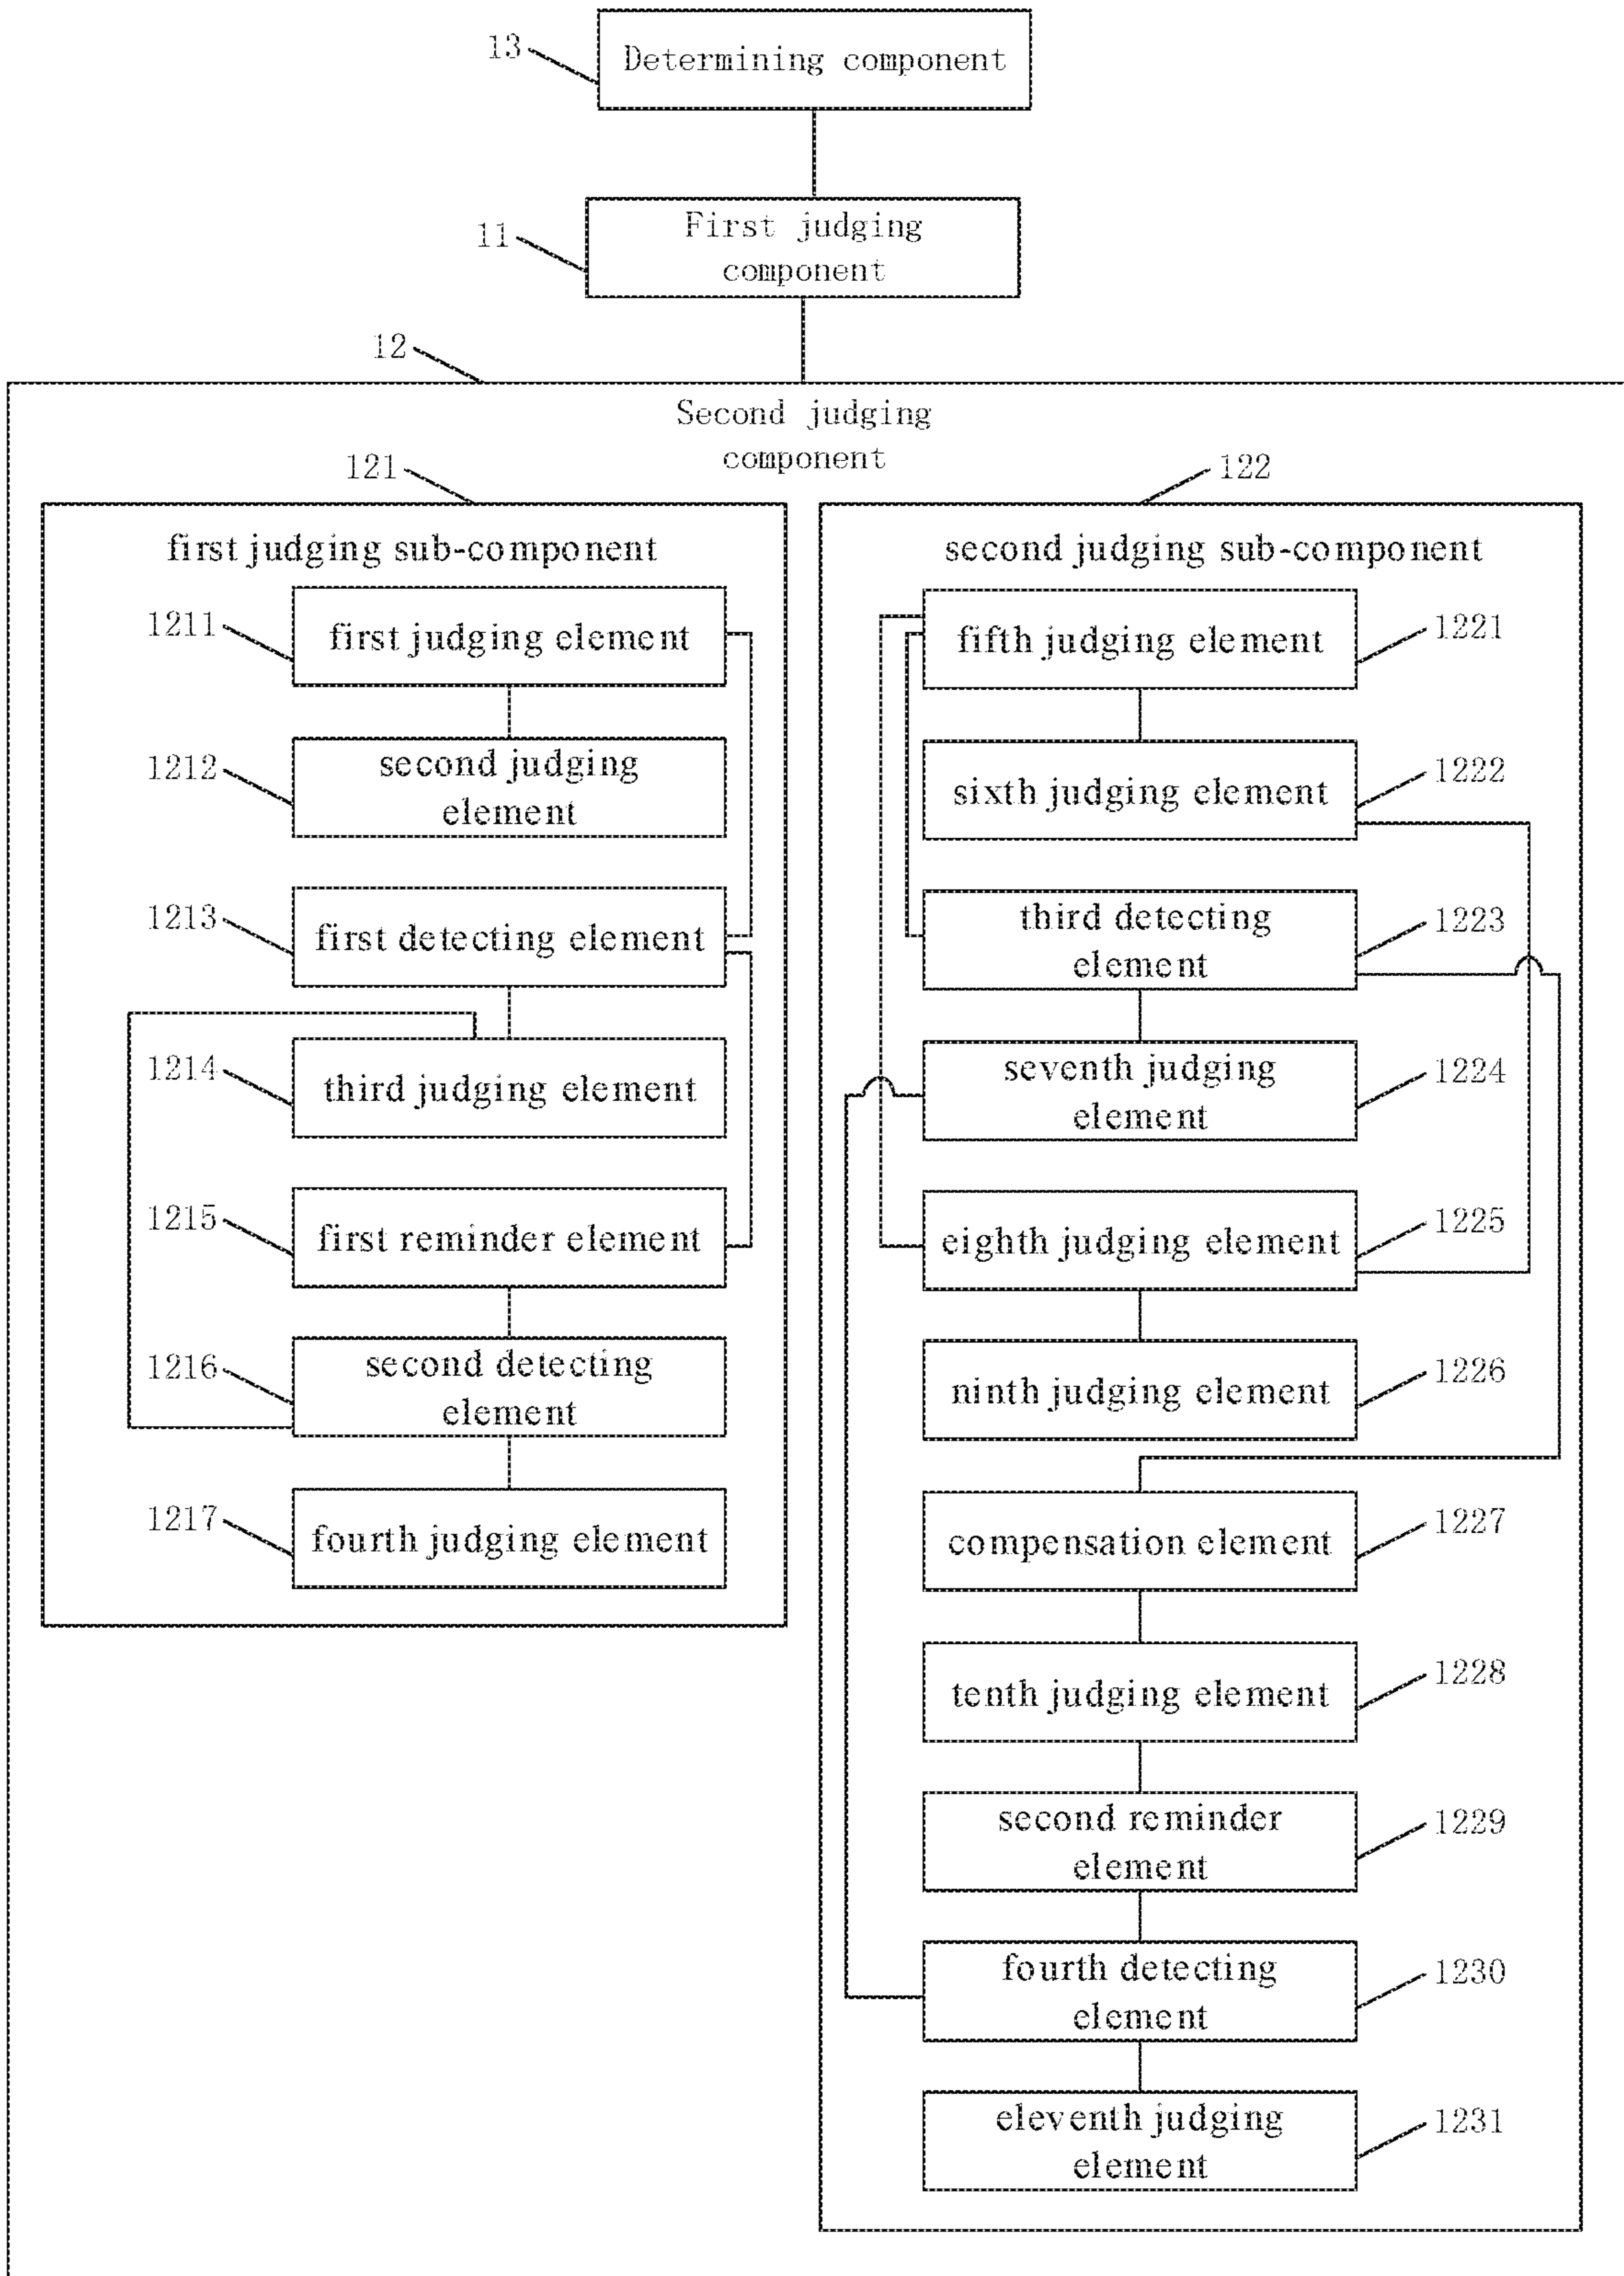 13
Determining component
11
First judging
component
12
Second judging
component
121
122
first judging sub-component
1211
first judging element
1212
second judging
element
1213
first detecting element
1214
third judging element
1215
first reminder element
1216
second detecting
element
1217
fourth judging element
second judging sub-component
fifth judging element
1221
sixth judging element
1222
third detecting
element
1223
seventh judging
element
1224
eighth judging element
1225
ninth judging element
1226
compensation element
1227
tenth judging element
1228
second reminder
element
1229
fourth detecting
element
1230
eleventh judging
element
1231